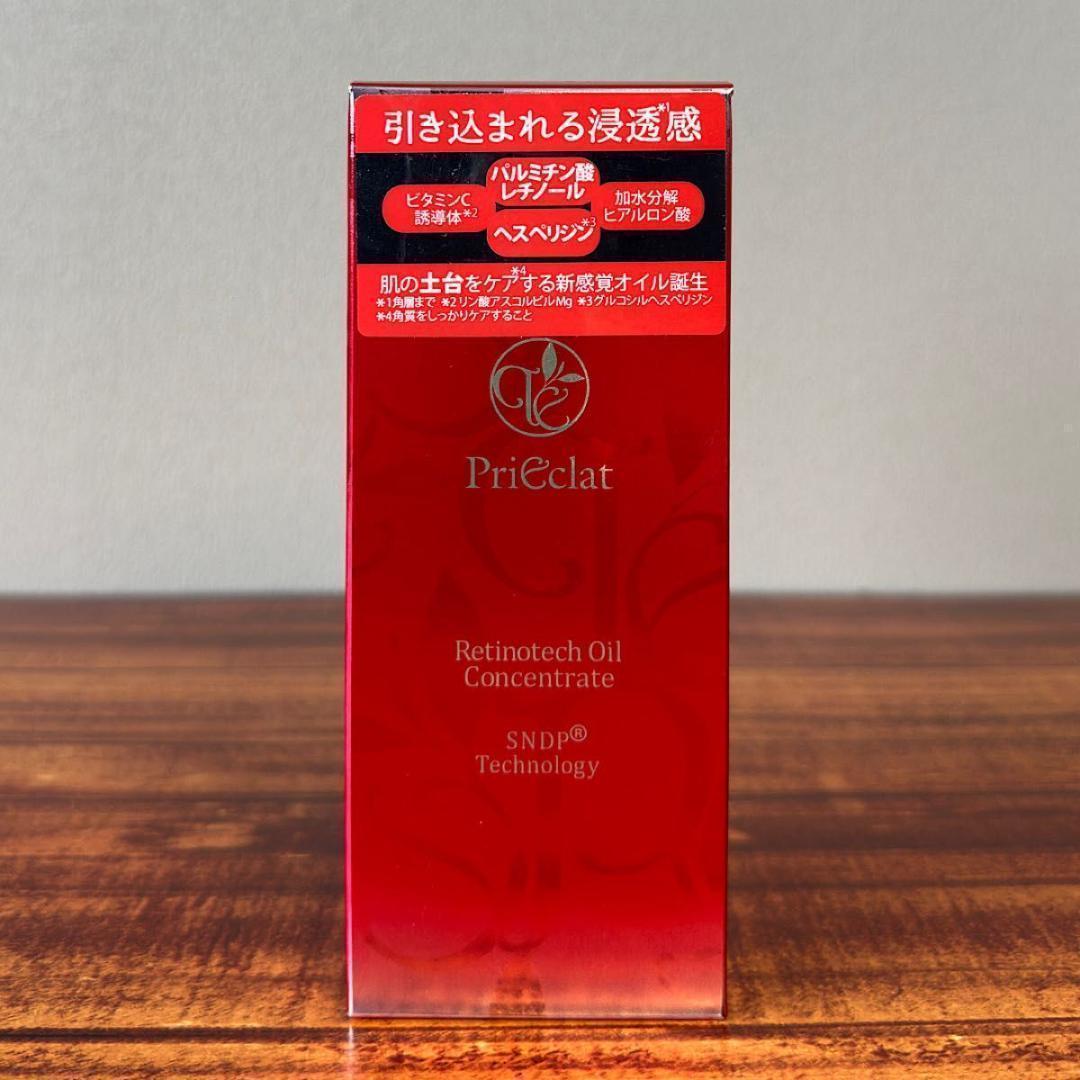 引き込まれる浸透感*1
パルミチン酸
レチノール
ビタミンC
誘導体*2
加水分解
ヒアルロン酸
ヘスペリジン*3
肌の土台をケア*4する新感覚オイル誕生
*1角層まで *2リン酸アスコルビルMg *3グルコシルヘスペリジン
*4角質をしっかりケアすること
PriEclat
Retinotech Oil
Concentrate
SNDP®
Technology